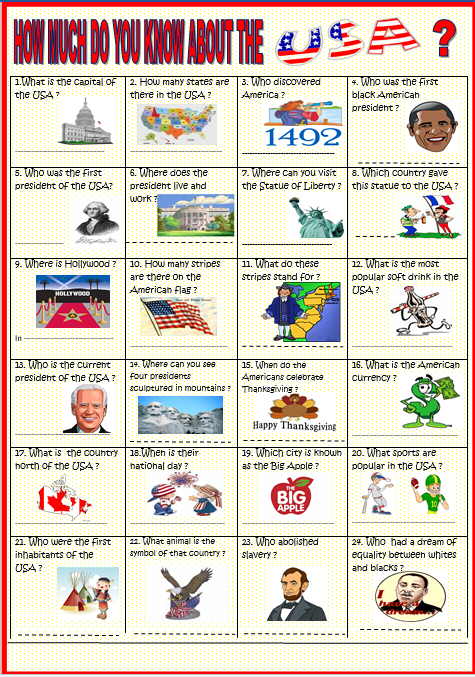 HOW MUCH DO YOU KNOW ABOUT THE USA ?
1.What is the capital of
the USA ?
2. How many states are
there in the USA ?
3. Who discovered
America ?
1492
4. Who was the first
black American
president ?
5. Who was the first
president of the USA?
6. Where does the
president live and
work ?
7. Where can you visit
the Statue of Liberty ?
8. Which country gave
this statue to the USA ?
9. Where is Hollywood ?
HOLLYWOOD
In
10. How many stripes
are there on the
American flag ?
11. What do these
stripes stand for ?
12. What is the most
popular soft drink in the
USA ?
13. Who is the current
president of the USA ?
14. Where can you see
four presidents
sculptured in mountains ?
15. When do the
Americans celebrate
Thanksgiving ?
Happy Thanksgiving
16. What is the American
currency ?
17. What is the country
north of the USA ?
18.When is their
national day ?
19. Which city is known
as the Big Apple ?
THE
BIG
APPLE
20. What sports are
popular in the USA ?
21. Who were the first
inhabitants of the
USA ?
22. What animal is the
symbol of that country ?
23. Who abolished
slavery ?
24. Who had a dream of
equality between whites
and blacks ?
I
have a
dream